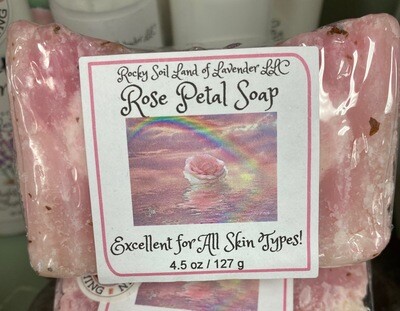 Rocky Soil Land of Lavender LLC
Rose Petal Soap
Excellent for All Skin Types!
4.5 oz / 127 g